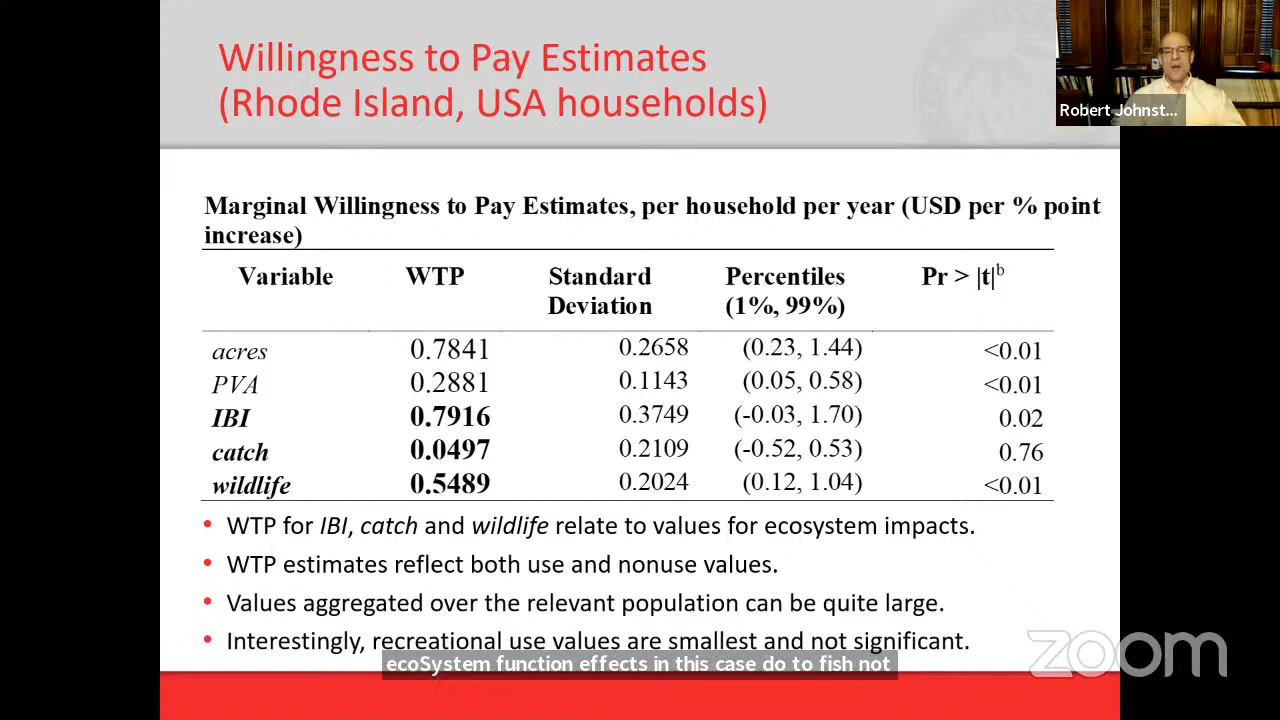 Willingness to Pay Estimates
(Rhode Island, USA households)
Robert Johnst...
Marginal Willingness to Pay Estimates, per household per year (USD per % point
increase)
Variable WTP Standard Deviation Percentiles (1%, 99%) Pr > |t|b
acres 0.7841 0.2658 (0.23, 1.44) <0.01
PVA 0.2881 0.1143 (0.05, 0.58) <0.01
IBI 0.7916 0.3749 (-0.03, 1.70) 0.02
catch 0.0497 0.2109 (-0.52, 0.53) 0.76
wildlife 0.5489 0.2024 (0.12, 1.04) <0.01
• WTP for IBI, catch and wildlife relate to values for ecosystem impacts.
• WTP estimates reflect both use and nonuse values.
• Values aggregated over the relevant population can be quite large.
• Interestingly, recreational use values are smallest and not significant.
ecoSystem function effects in this case do to fish not
zoom